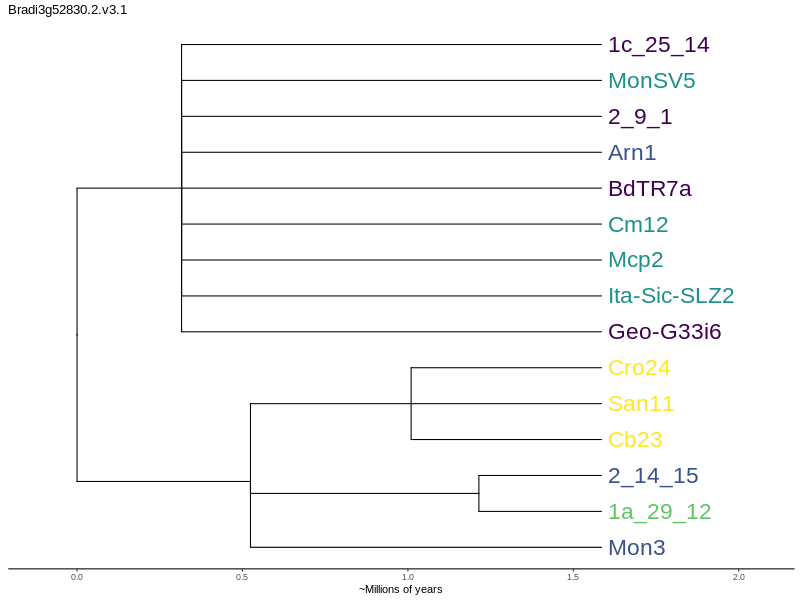 Bradi3g52830.2.v3.1
1c_25_14
MonSV5
2_9_1
Arn1
BdTR7a
Cm12
Mcp2
Ita-Sic-SLZ2
Geo-G33i6
Cro24
San11
Cb23
2_14_15
1a_29_12
Mon3
0.0 0.5 1.0 1.5 2.0
~Millions of years